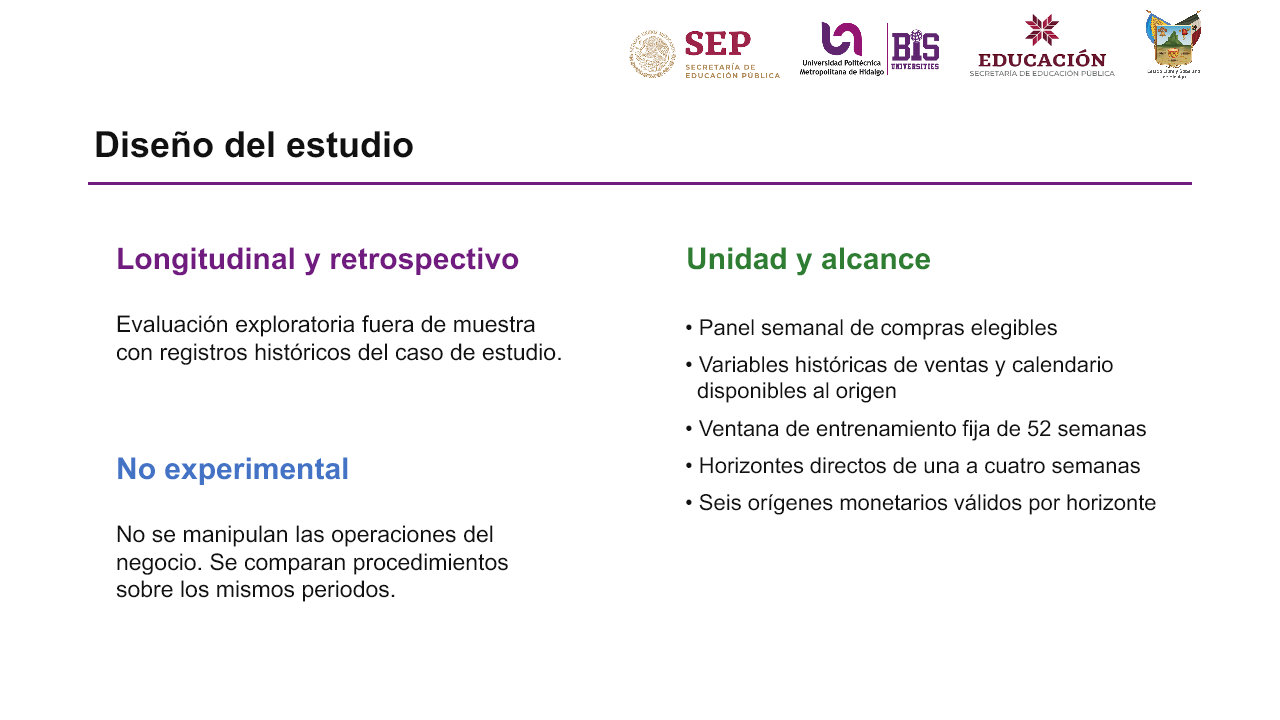 SEP
SECRETARÍA DE
EDUCACIÓN PÚBLICA
Universidad Politécnica
Metropolitana de Hidalgo
BIS
UNIVERSITIES
EDUCACIÓN
SECRETARÍA DE EDUCACIÓN PÚBLICA
Diseño del estudio
Longitudinal y retrospectivo
Evaluación exploratoria fuera de muestra
con registros históricos del caso de estudio.
No experimental
No se manipulan las operaciones del
negocio. Se comparan procedimientos
sobre los mismos periodos.
Unidad y alcance
• Panel semanal de compras elegibles
• Variables históricas de ventas y calendario
disponibles al origen
• Ventana de entrenamiento fija de 52 semanas
• Horizontes directos de una a cuatro semanas
• Seis orígenes monetarios válidos por horizonte